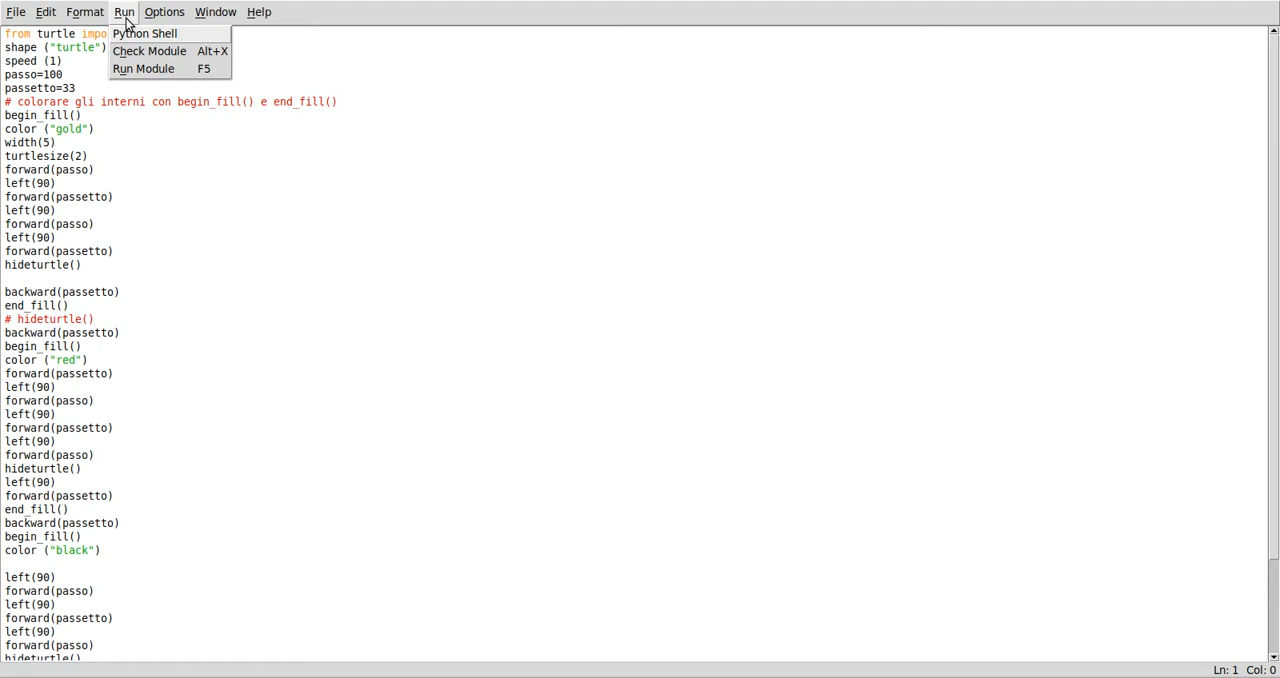 File Edit Format Run Options Window Help
Python Shell
Check Module Alt+X
Run Module F5
from turtle impo
shape ("turtle")
speed (1)
passo=100
passetto=33
# colorare gli interni con begin_fill() e end_fill()
begin_fill()
color ("gold")
width(5)
turtlesize(2)
forward(passo)
left(90)
forward(passetto)
left(90)
forward(passo)
left(90)
forward(passetto)
hideturtle()
backward(passetto)
end_fill()
# hideturtle()
backward(passetto)
begin_fill()
color ("red")
forward(passetto)
left(90)
forward(passo)
left(90)
forward(passetto)
left(90)
forward(passo)
hideturtle()
left(90)
forward(passetto)
end_fill()
backward(passetto)
begin_fill()
color ("black")
left(90)
forward(passo)
left(90)
forward(passetto)
left(90)
forward(passo)
hideturtle()
Ln: 1 Col: 0